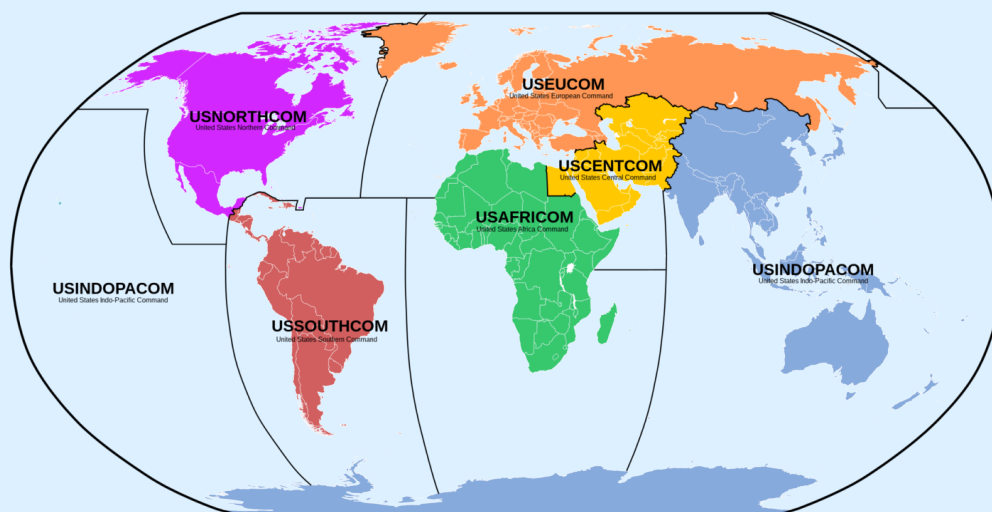 USEUCOM
United States European Command
USNORTHCOM
United States Northern Command
USCENTCOM
United States Central Command
USAFRICOM
United States Africa Command
USINDOPACOM
United States Indo-Pacific Command
USINDOPACOM
United States Indo-Pacific Command
USSOUTHCOM
United States Southern Command